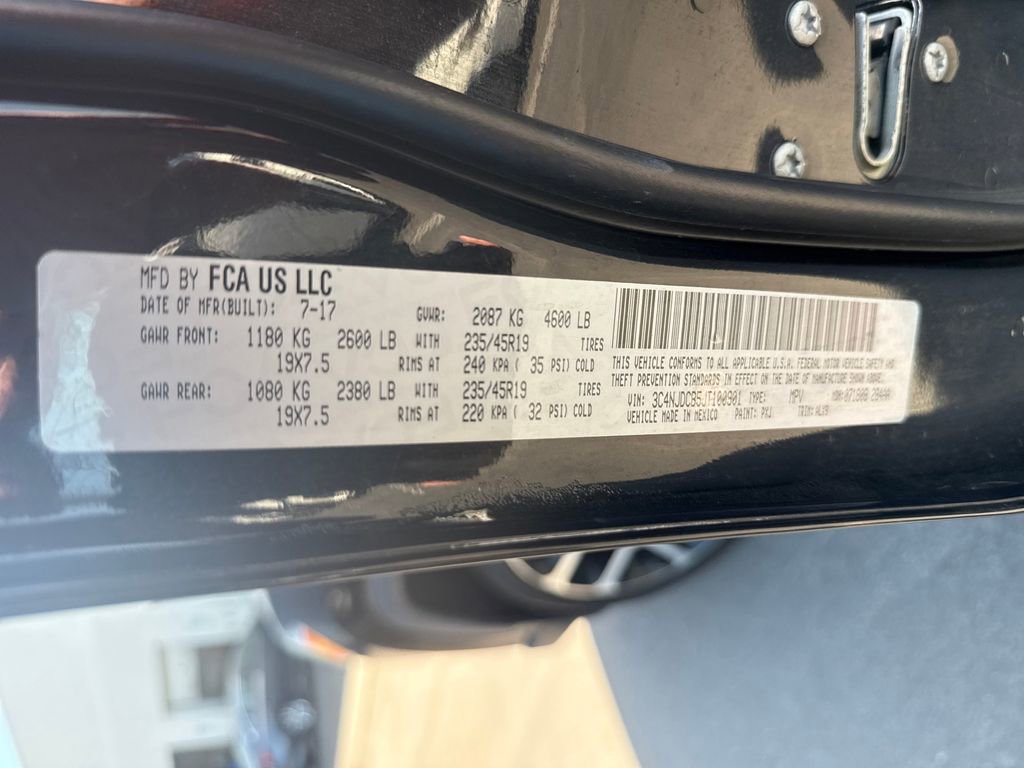 MFD BY FCA US LLC
DATE OF MFR(BUILT): 7-17
GVWR: 2087 KG 4600 LB
GAWR FRONT: 1180 KG 2600 LB WITH 235/45R19 TIRES
19X7.5 RIMS AT 240 KPA ( 35 PSI) COLD
GAWR REAR: 1080 KG 2380 LB WITH 235/45R19 TIRES
19X7.5 RIMS AT 220 KPA ( 32 PSI) COLD
THIS VEHICLE CONFORMS TO ALL APPLICABLE U.S.A. FEDERAL MOTOR VEHICLE SAFETY AND
THEFT PREVENTION STANDARDS IN EFFECT ON THE DATE OF MANUFACTURE SHOWN ABOVE.
VIN: 3C4NJDCB5JT100901 TYPE: MPV
VEHICLE MADE IN MEXICO PAINT: PXJ TRIM: ALX9